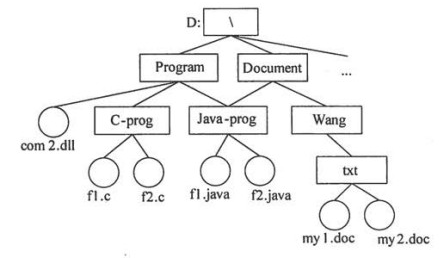 D: \
Program Document ...
com 2.dll C-prog Java-prog Wang
f1.c f2.c f1.java f2.java txt
my 1.doc my 2.doc